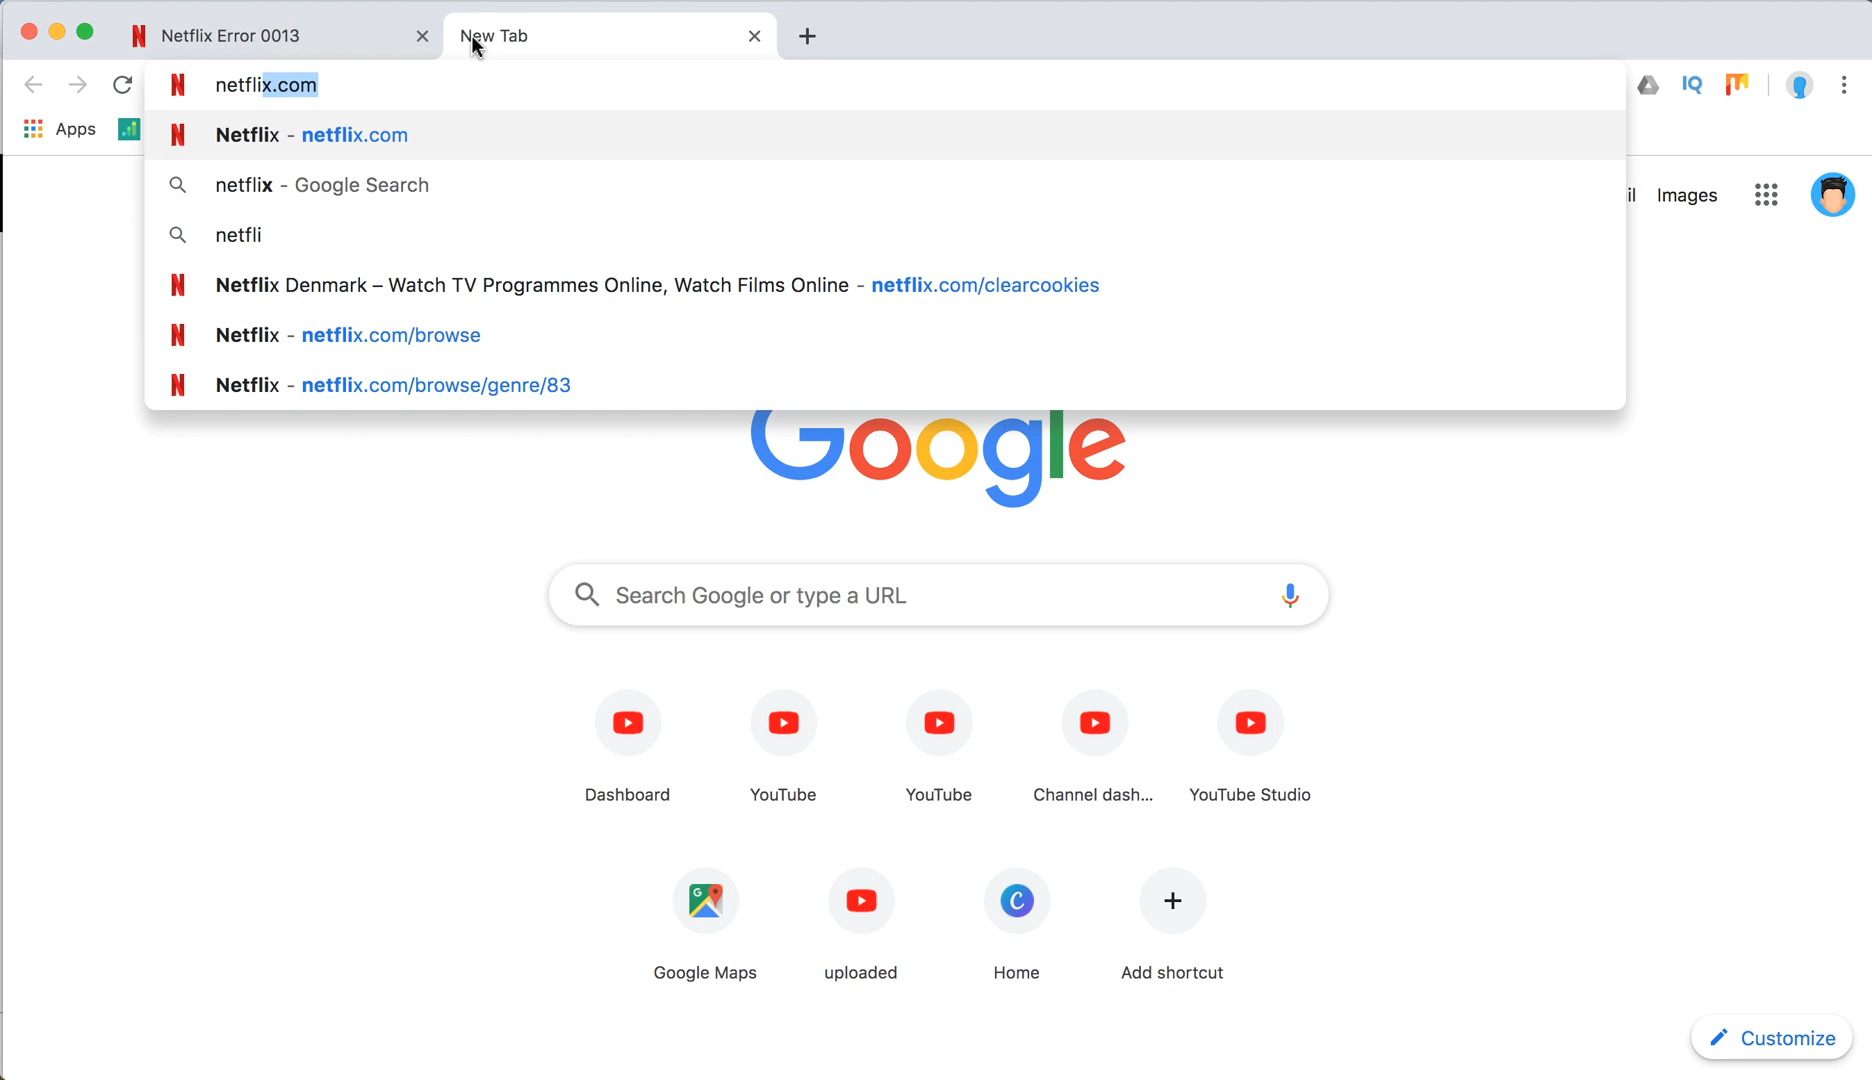 Netflix Error 0013
New Tab
netflix.com
Apps
Netflix - netflix.com
netflix - Google Search
netfli
Netflix Denmark – Watch TV Programmes Online, Watch Films Online - netflix.com/clearcookies
Netflix - netflix.com/browse
Netflix - netflix.com/browse/genre/83
il Images
Google
Search Google or type a URL
Dashboard YouTube YouTube Channel dash... YouTube Studio
Google Maps uploaded Home Add shortcut
Customize